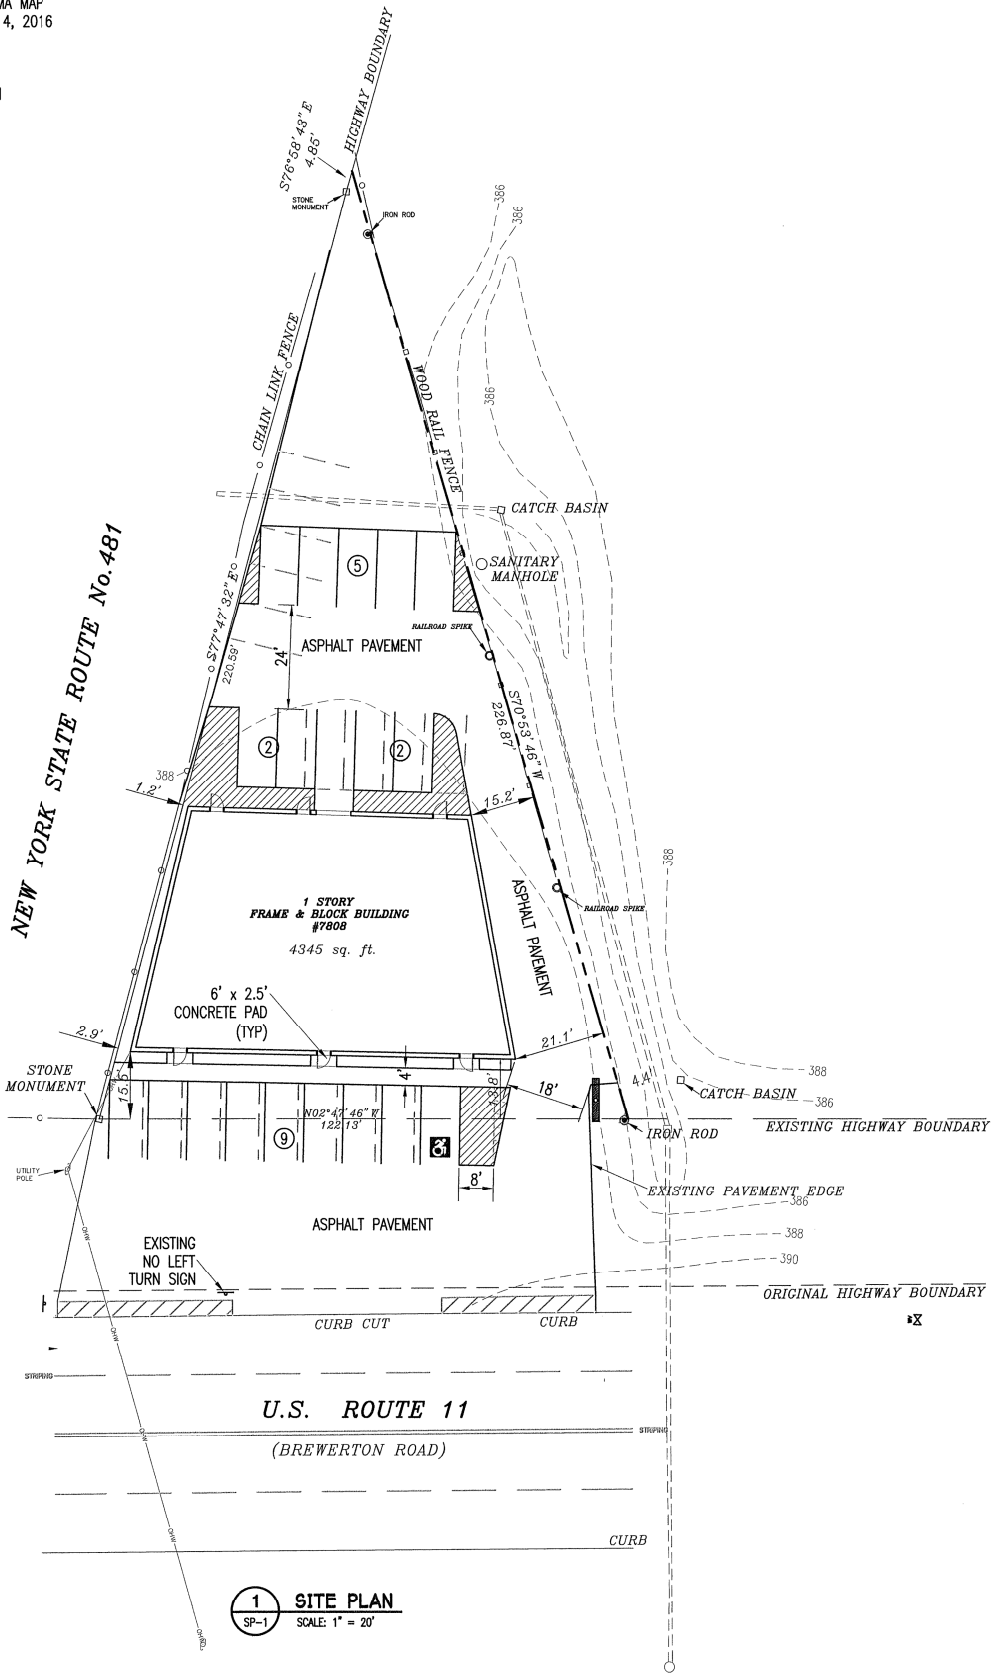 MA MAP
4, 2016
HIGHWAY BOUNDARY
S76°58'43"E
4.85'
STONE
MONUMENT
IRON ROD
386
386
386
CHAIN LINK FENCE
WOOD RAIL FENCE
CATCH BASIN
SANITARY
MANHOLE
NEW YORK STATE ROUTE No. 481
5
S77°47'32"E
220.59'
24'
ASPHALT PAVEMENT
RAILROAD SPIKE
S70°53'46"W
226.87'
2
2
388
1.2'
15.2'
1 STORY
FRAME & BLOCK BUILDING
#7808
4345 sq. ft.
ASPHALT PAVEMENT
RAILROAD SPIKE
388
6' x 2.5'
CONCRETE PAD
(TYP)
2.9'
21.1'
STONE
MONUMENT
15.5'
4'
13.8'
18'
4.4'
388
CATCH BASIN
386
C
N02°47'46"W
122.13'
9
IRON ROD
EXISTING HIGHWAY BOUNDARY
UTILITY
POLE
8'
EXISTING PAVEMENT EDGE
386
OHW
ASPHALT PAVEMENT
388
EXISTING
NO LEFT
TURN SIGN
390
ORIGINAL HIGHWAY BOUNDARY
CURB CUT
CURB
OHW
STRIPING
U.S. ROUTE 11
STRIPING
(BREWERTON ROAD)
OHW
OHW
CURB
1
SP-1
SITE PLAN
SCALE: 1" = 20'
OHW